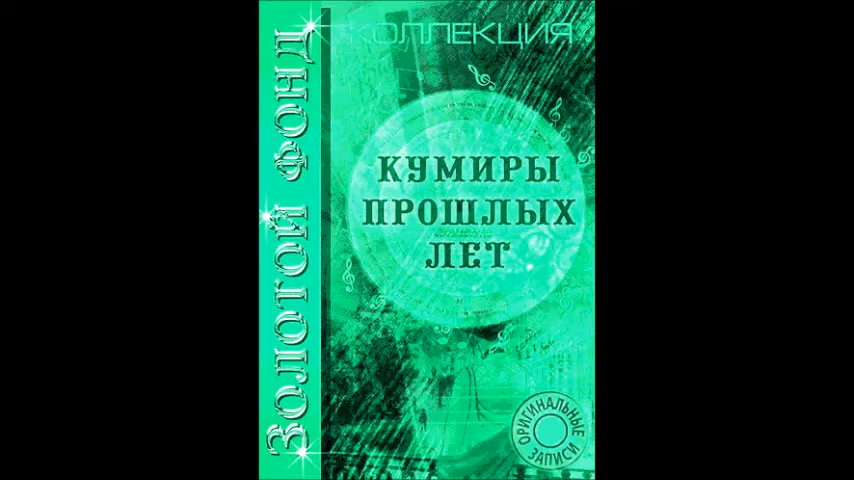 КОЛЛЕКЦИЯ
Золотой фонд
КУМИРЫ
ПРОШЛЫХ
ЛЕТ
ОРИГИНАЛЬНЫЕ
ЗАПИСИ